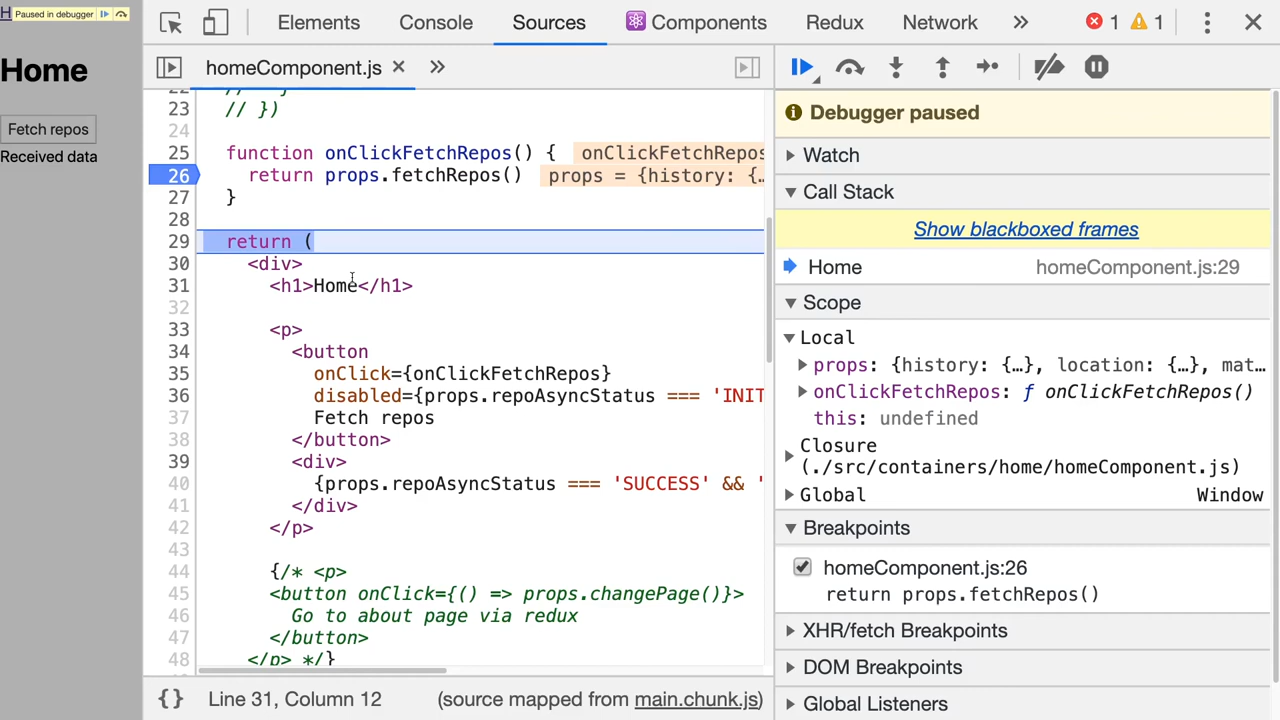 H Paused in debugger
Home
Fetch repos
Received data
Elements Console Sources Components Redux Network » 1 1
homeComponent.js × »
22
23 // })
24
25 function onClickFetchRepos() { onClickFetchRepos
26 return props.fetchRepos() props = {history: {…
27 }
28
29 return (
30 <div>
31 <h1>Home</h1>
32
33 <p>
34 <button
35 onClick={onClickFetchRepos}
36 disabled={props.repoAsyncStatus === 'INIT
37 Fetch repos
38 </button>
39 <div>
40 {props.repoAsyncStatus === 'SUCCESS' && '
41 </div>
42 </p>
43
44 {/* <p>
45 <button onClick={() => props.changePage()}>
46 Go to about page via redux
47 </button>
48 </p> */}
{} Line 31, Column 12 (source mapped from main.chunk.js)
Debugger paused
Watch
Call Stack
Show blackboxed frames
Home homeComponent.js:29
Scope
Local
props: {history: {…}, location: {…}, mat…
onClickFetchRepos: ƒ onClickFetchRepos()
this: undefined
Closure
(./src/containers/home/homeComponent.js)
Global Window
Breakpoints
homeComponent.js:26
return props.fetchRepos()
XHR/fetch Breakpoints
DOM Breakpoints
Global Listeners